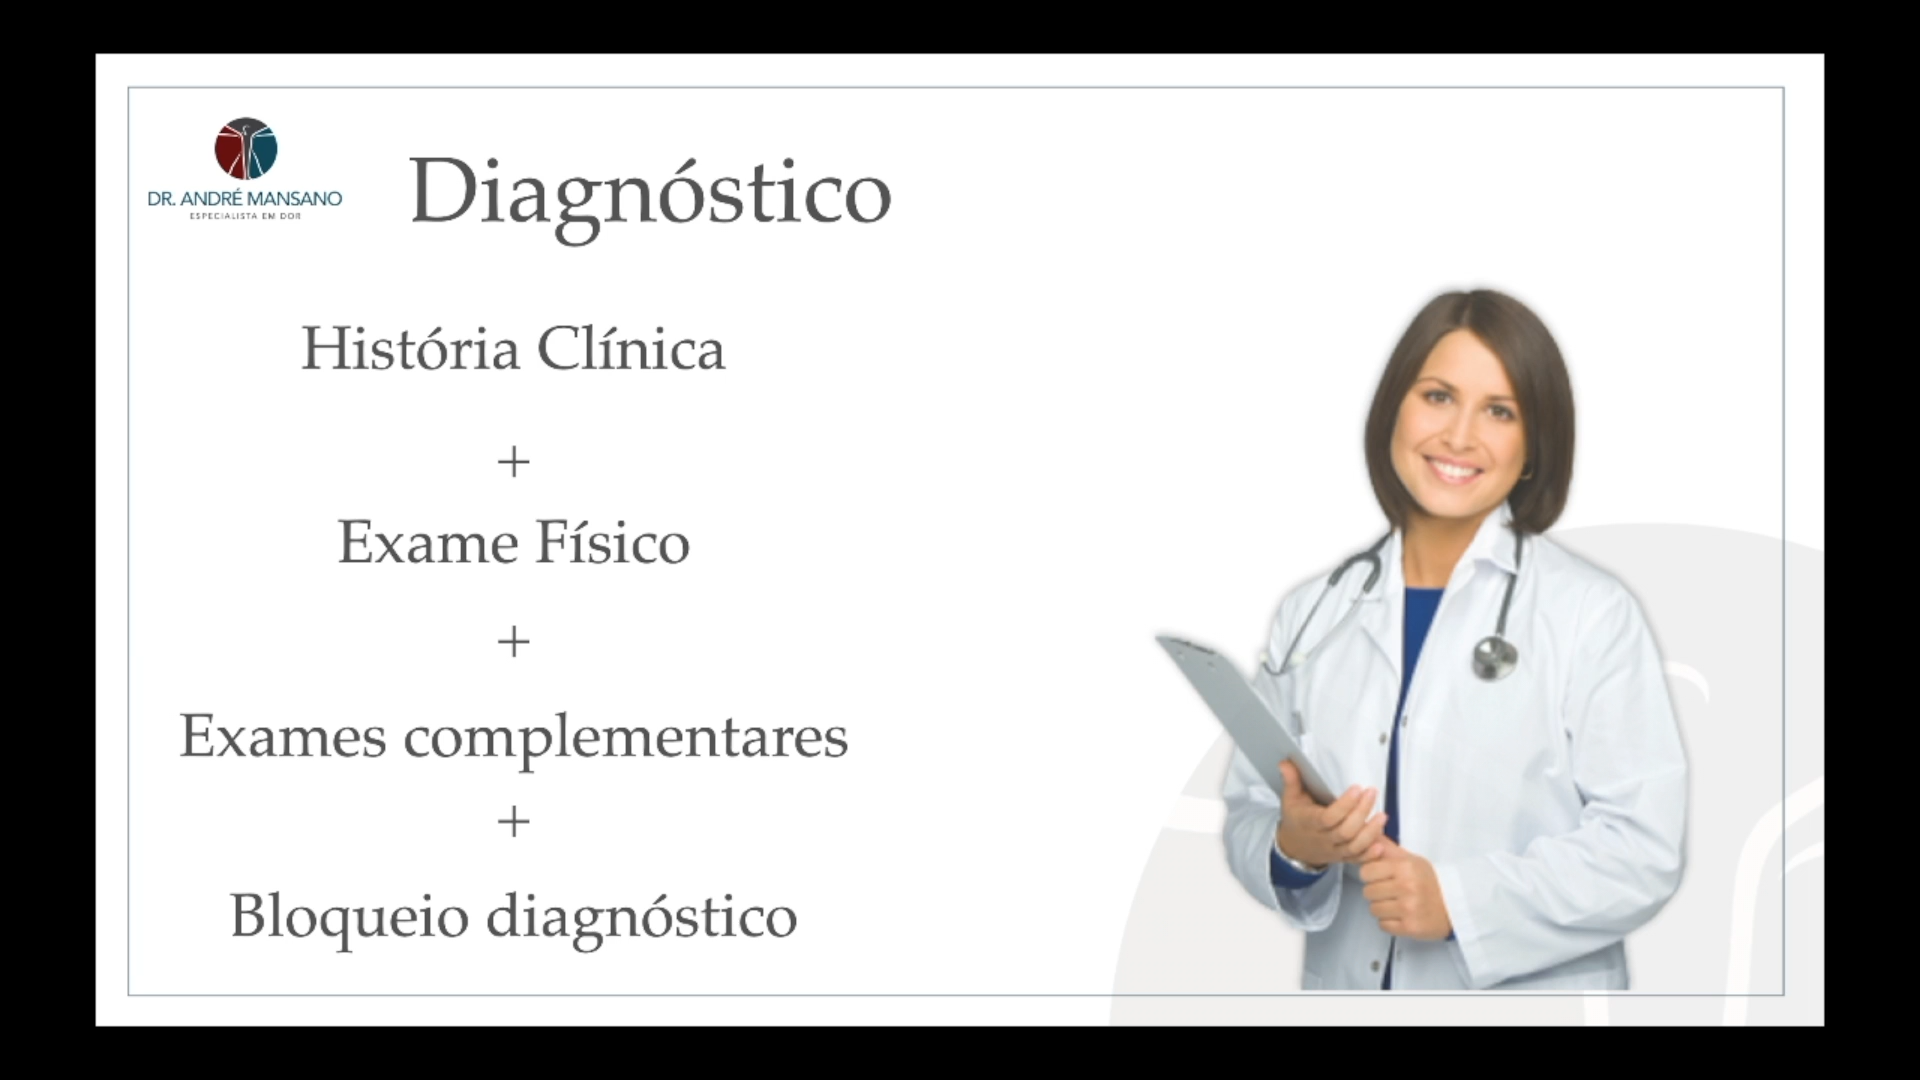 DR. ANDRÉ MANSANO
ESPECIALISTA EM DOR
Diagnóstico
História Clínica
+
Exame Físico
+
Exames complementares
+
Bloqueio diagnóstico